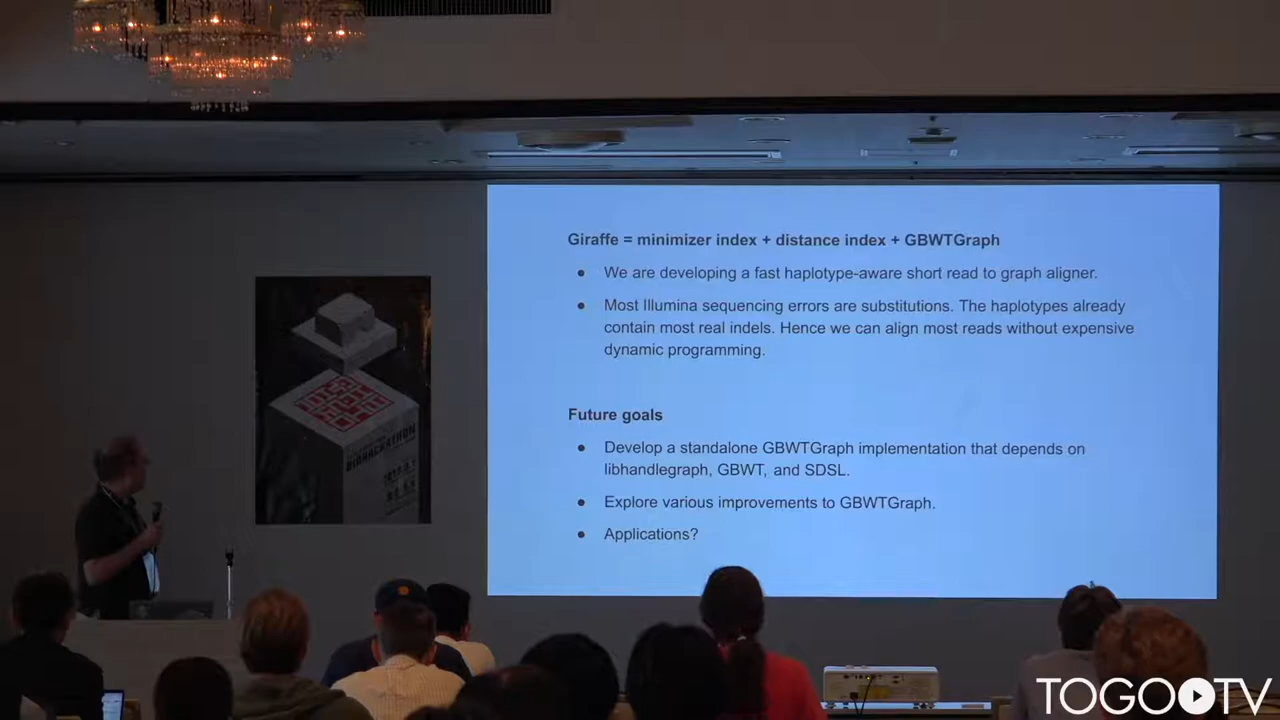 Giraffe = minimizer index + distance index + GBWTGraph
● We are developing a fast haplotype-aware short read to graph aligner.
● Most Illumina sequencing errors are substitutions. The haplotypes already
contain most real indels. Hence we can align most reads without expensive
dynamic programming.
Future goals
● Develop a standalone GBWTGraph implementation that depends on
libhandlegraph, GBWT, and SDSL.
● Explore various improvements to GBWTGraph.
● Applications?
BIOHACKATHON
TOGO TV